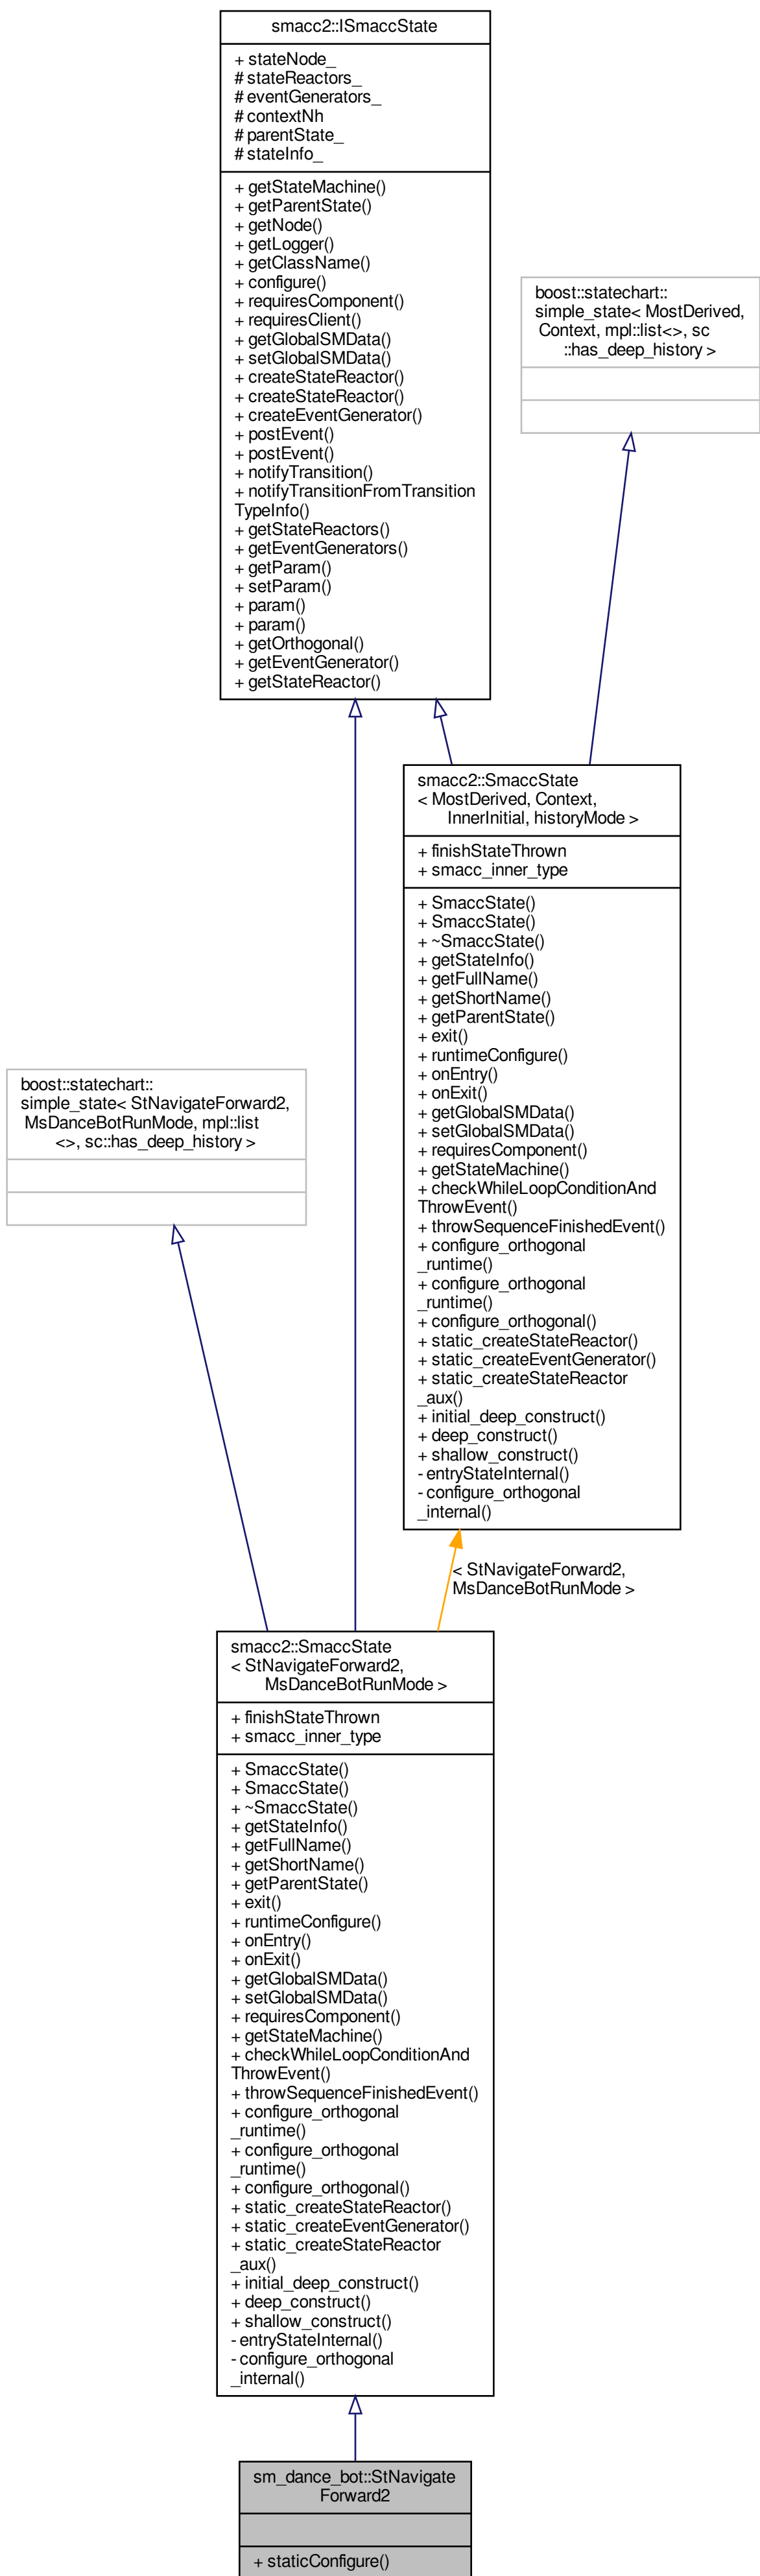 smacc2::ISmaccState
+ stateNode_
# stateReactors_
# eventGenerators_
# contextNh
# parentState_
# stateInfo_
+ getStateMachine()
+ getParentState()
+ getNode()
+ getLogger()
+ getClassName()
+ configure()
+ requiresComponent()
+ requiresClient()
+ getGlobalSMData()
+ setGlobalSMData()
+ createStateReactor()
+ createStateReactor()
+ createEventGenerator()
+ postEvent()
+ postEvent()
+ notifyTransition()
+ notifyTransitionFromTransition
TypeInfo()
+ getStateReactors()
+ getEventGenerators()
+ getParam()
+ setParam()
+ param()
+ param()
+ getOrthogonal()
+ getEventGenerator()
+ getStateReactor()
boost::statechart::
simple_state< MostDerived,
Context, mpl::list<>, sc
::has_deep_history >
smacc2::SmaccState
< MostDerived, Context,
InnerInitial, historyMode >
+ finishStateThrown
+ smacc_inner_type
+ SmaccState()
+ SmaccState()
+ ~SmaccState()
+ getStateInfo()
+ getFullName()
+ getShortName()
+ getParentState()
+ exit()
+ runtimeConfigure()
+ onEntry()
+ onExit()
+ getGlobalSMData()
+ setGlobalSMData()
+ requiresComponent()
+ getStateMachine()
+ checkWhileLoopConditionAnd
ThrowEvent()
+ throwSequenceFinishedEvent()
+ configure_orthogonal
_runtime()
+ configure_orthogonal
_runtime()
+ configure_orthogonal()
+ static_createStateReactor()
+ static_createEventGenerator()
+ static_createStateReactor
_aux()
+ initial_deep_construct()
+ deep_construct()
+ shallow_construct()
- entryStateInternal()
- configure_orthogonal
_internal()
boost::statechart::
simple_state< StNavigateForward2,
MsDanceBotRunMode, mpl::list
<>, sc::has_deep_history >
< StNavigateForward2,
MsDanceBotRunMode >
smacc2::SmaccState
< StNavigateForward2,
MsDanceBotRunMode >
+ finishStateThrown
+ smacc_inner_type
+ SmaccState()
+ SmaccState()
+ ~SmaccState()
+ getStateInfo()
+ getFullName()
+ getShortName()
+ getParentState()
+ exit()
+ runtimeConfigure()
+ onEntry()
+ onExit()
+ getGlobalSMData()
+ setGlobalSMData()
+ requiresComponent()
+ getStateMachine()
+ checkWhileLoopConditionAnd
ThrowEvent()
+ throwSequenceFinishedEvent()
+ configure_orthogonal
_runtime()
+ configure_orthogonal
_runtime()
+ configure_orthogonal()
+ static_createStateReactor()
+ static_createEventGenerator()
+ static_createStateReactor
_aux()
+ initial_deep_construct()
+ deep_construct()
+ shallow_construct()
- entryStateInternal()
- configure_orthogonal
_internal()
sm_dance_bot::StNavigate
Forward2
+ staticConfigure()